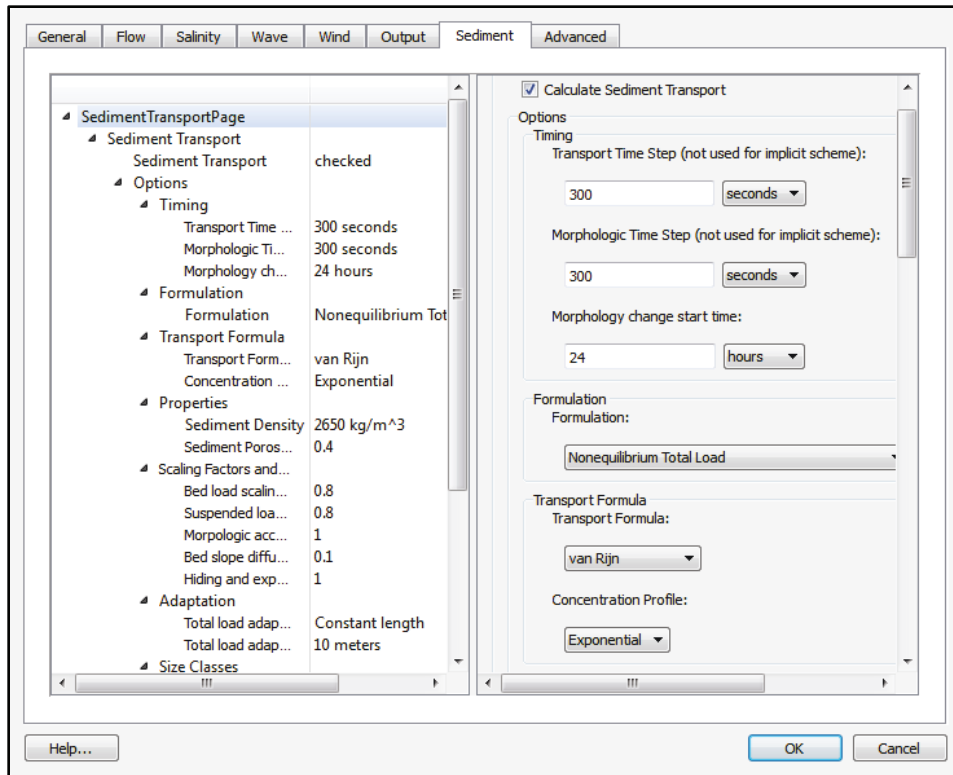 General Flow Salinity Wave Wind Output Sediment Advanced
SedimentTransportPage
Sediment Transport
Sediment Transport checked
Options
Timing
Transport Time ... 300 seconds
Morphologic Ti... 300 seconds
Morphology ch... 24 hours
Formulation
Formulation Nonequilibrium Tot
Transport Formula
Transport Form... van Rijn
Concentration ... Exponential
Properties
Sediment Density 2650 kg/m^3
Sediment Poros... 0.4
Scaling Factors and...
Bed load scalin... 0.8
Suspended loa... 0.8
Morpologic acc... 1
Bed slope diffu... 0.1
Hiding and exp... 1
Adaptation
Total load adap... Constant length
Total load adap... 10 meters
Size Classes
Calculate Sediment Transport
Options
Timing
Transport Time Step (not used for implicit scheme):
300 seconds
Morphologic Time Step (not used for implicit scheme):
300 seconds
Morphology change start time:
24 hours
Formulation
Formulation:
Nonequilibrium Total Load
Transport Formula
Transport Formula:
van Rijn
Concentration Profile:
Exponential
Help... OK Cancel